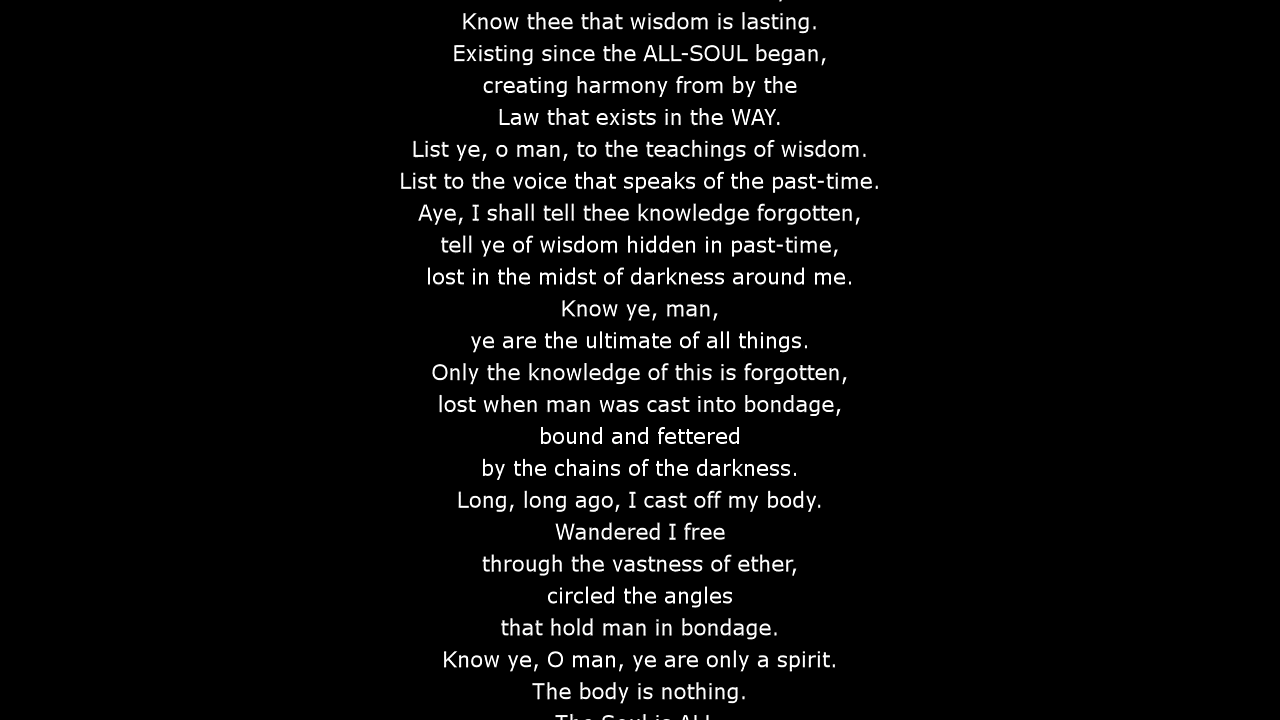 Know thee that wisdom is lasting.
Existing since the ALL-SOUL began,
creating harmony from by the
Law that exists in the WAY.
List ye, o man, to the teachings of wisdom.
List to the voice that speaks of the past-time.
Aye, I shall tell thee knowledge forgotten,
tell ye of wisdom hidden in past-time,
lost in the midst of darkness around me.
Know ye, man,
ye are the ultimate of all things.
Only the knowledge of this is forgotten,
lost when man was cast into bondage,
bound and fettered
by the chains of the darkness.
Long, long ago, I cast off my body.
Wandered I free
through the vastness of ether,
circled the angles
that hold man in bondage.
Know ye, O man, ye are only a spirit.
The body is nothing.
The Soul is ALL